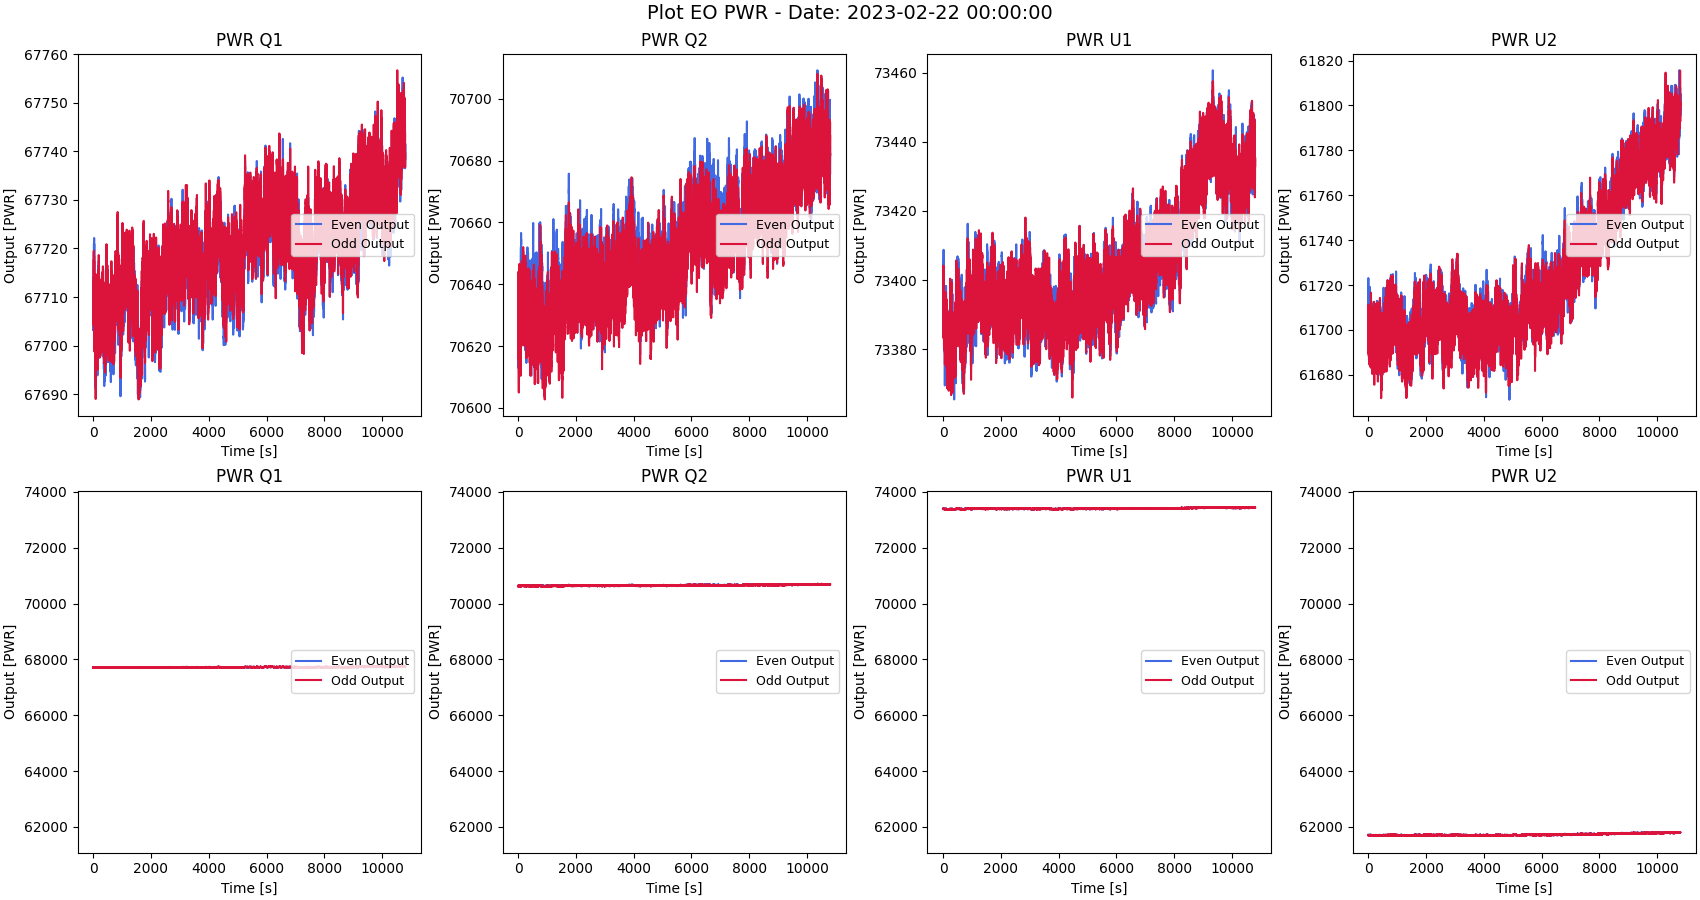 Plot EO PWR - Date: 2023-02-22 00:00:00
PWR Q1
PWR Q2
PWR U1
PWR U2
Output [PWR]
67760
67750
67740
67730
67720
67710
67700
67690
Even Output
Odd Output
0 2000 4000 6000 8000 10000
Time [s]
Output [PWR]
70700
70680
70660
70640
70620
70600
Even Output
Odd Output
0 2000 4000 6000 8000 10000
Time [s]
Output [PWR]
73460
73440
73420
73400
73380
Even Output
Odd Output
0 2000 4000 6000 8000 10000
Time [s]
Output [PWR]
61820
61800
61780
61760
61740
61720
61700
61680
Even Output
Odd Output
0 2000 4000 6000 8000 10000
Time [s]
PWR Q1
PWR Q2
PWR U1
PWR U2
Output [PWR]
74000
72000
70000
68000
66000
64000
62000
Even Output
Odd Output
0 2000 4000 6000 8000 10000
Time [s]
Output [PWR]
74000
72000
70000
68000
66000
64000
62000
Even Output
Odd Output
0 2000 4000 6000 8000 10000
Time [s]
Output [PWR]
74000
72000
70000
68000
66000
64000
62000
Even Output
Odd Output
0 2000 4000 6000 8000 10000
Time [s]
Output [PWR]
74000
72000
70000
68000
66000
64000
62000
Even Output
Odd Output
0 2000 4000 6000 8000 10000
Time [s]